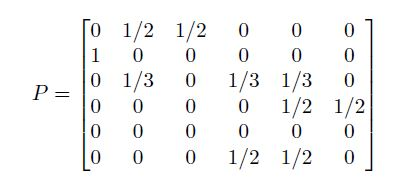 0 1/2 1/2 0 0 0
1 0 0 0 0 0
0 1/3 0 1/3 1/3 0
P =
0 0 0 0 1/2 1/2
0 0 0 0 0 0
0 0 0 1/2 1/2 0